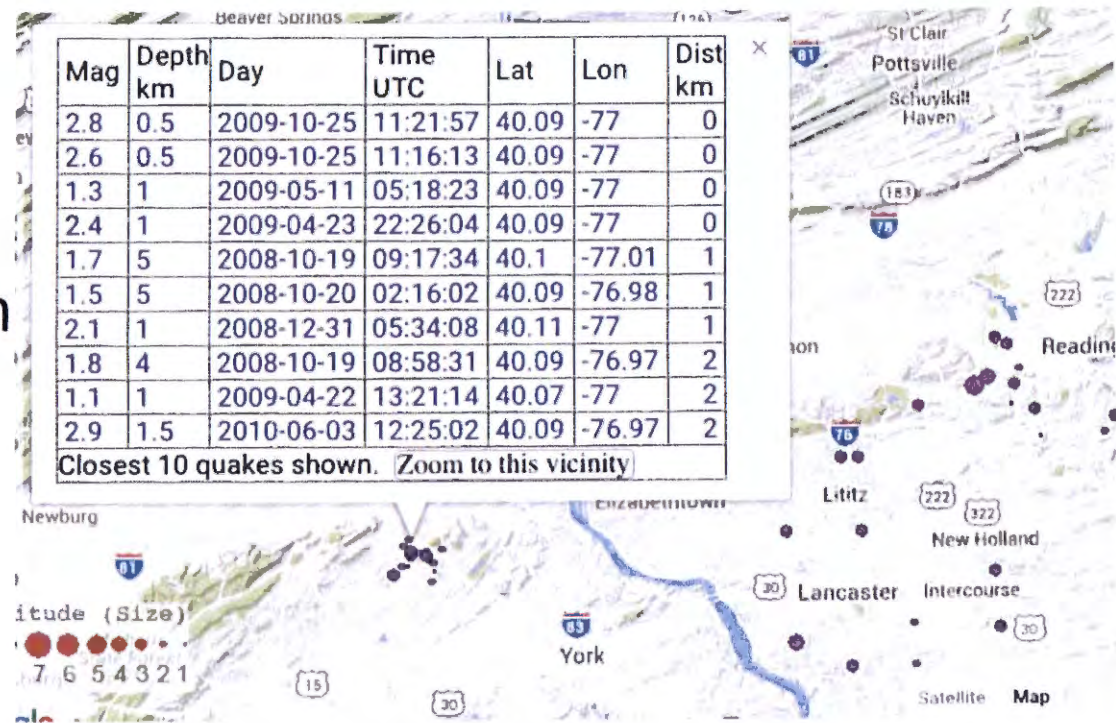 Beaver Springs
Mag Depth km Day Time UTC Lat Lon Dist km
2.8 0.5 2009-10-25 11:21:57 40.09 -77 0
2.6 0.5 2009-10-25 11:16:13 40.09 -77 0
1.3 1 2009-05-11 05:18:23 40.09 -77 0
2.4 1 2009-04-23 22:26:04 40.09 -77 0
1.7 5 2008-10-19 09:17:34 40.1 -77.01 1
1.5 5 2008-10-20 02:16:02 40.09 -76.98 1
2.1 1 2008-12-31 05:34:08 40.11 -77 1
1.8 4 2008-10-19 08:58:31 40.09 -76.97 2
1.1 1 2009-04-22 13:21:14 40.07 -77 2
2.9 1.5 2010-06-03 12:25:02 40.09 -76.97 2
Closest 10 quakes shown. Zoom to this vicinity
×
81
St Clair
Pottsville
Schuylkill
Haven
183
78
222
Reading
76
Elizabethtown
Lititz
222
322
New Holland
Newburg
81
30
Lancaster
Intercourse
30
itude (Size)
7 6 5 4 3 2 1
83
York
15
30
Satellite Map